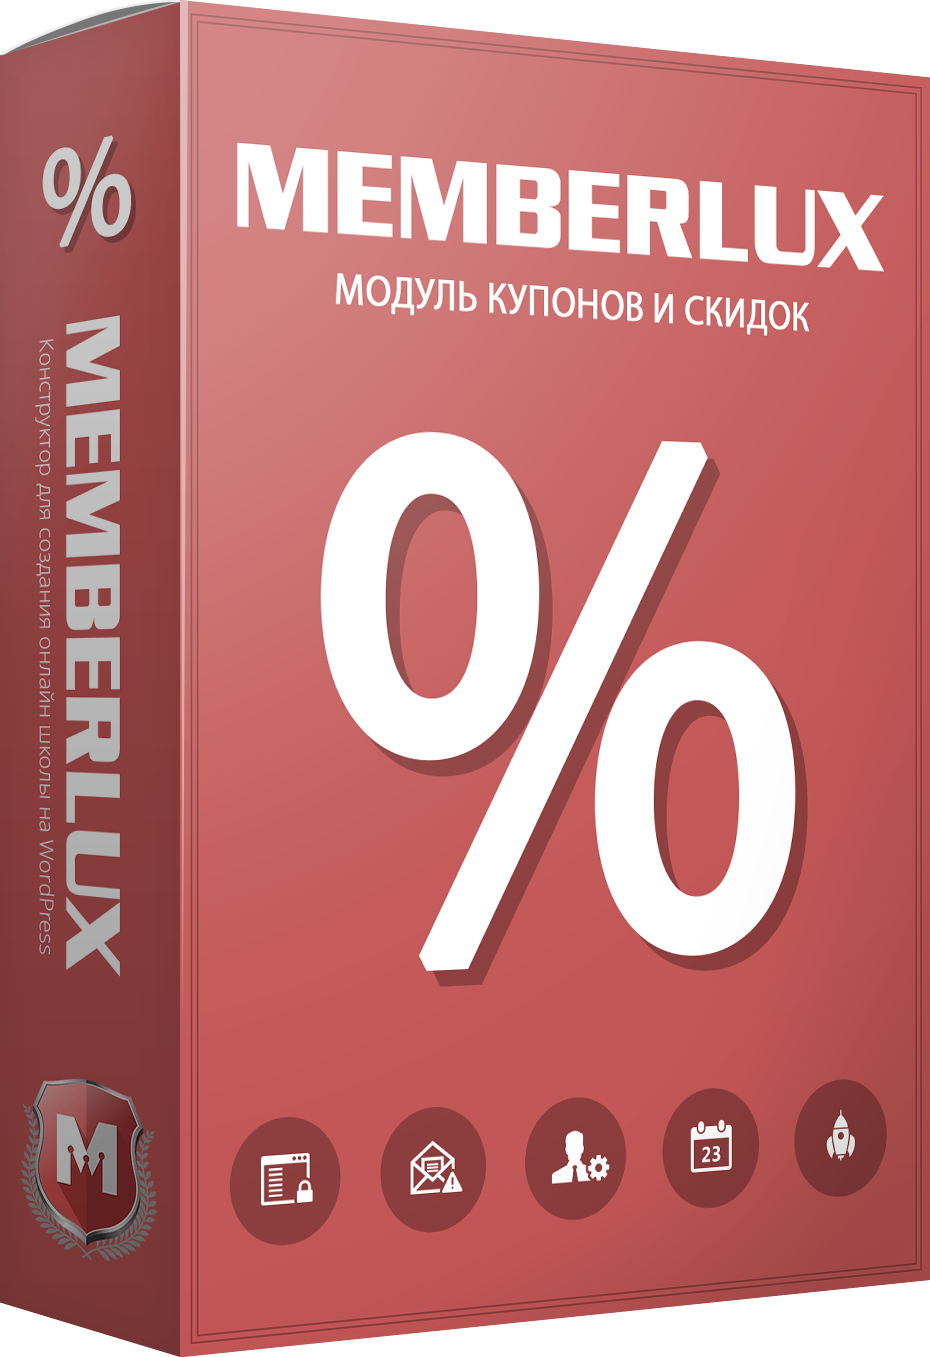 MEMBERLUX
МОДУЛЬ КУПОНОВ И СКИДОК
%
23
%
MEMBERLUX
Конструктор для создания онлайн школы на WordPress
M